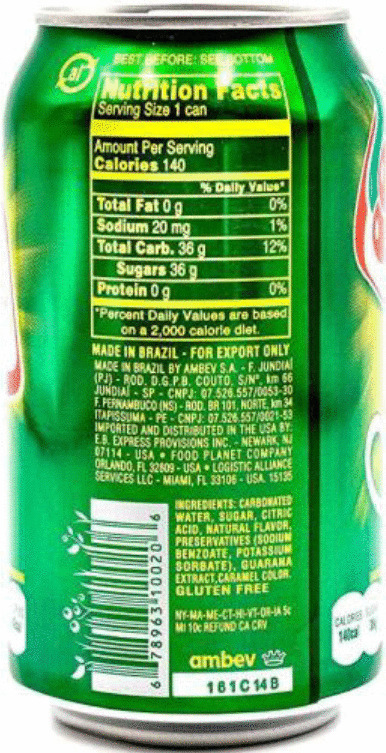 BEST BEFORE: SEE BOTTOM
Nutrition Facts
Serving Size 1 can
Amount Per Serving
Calories 140
% Daily Value*
Total Fat 0 g 0%
Sodium 20 mg 1%
Total Carb. 36 g 12%
Sugars 36 g
Protein 0 g 0%
*Percent Daily Values are based
on a 2,000 calorie diet.
MADE IN BRAZIL - FOR EXPORT ONLY
MADE IN BRAZIL BY AMBEV S.A. - F. JUNDIAÍ
(PJ) - ROD. D.G.P.B. COUTO, S/Nº, km 66
JUNDIAÍ - SP - CNPJ: 07.526.557/0053-30
F. PERNAMBUCO (NS) - ROD. BR 101, NORTE, km 34
ITAPISSUMA - PE - CNPJ: 07.526.557/0021-53
IMPORTED AND DISTRIBUTED IN THE USA BY:
E.B. EXPRESS PROVISIONS INC. - NEWARK, NJ
07114 - USA • FOOD PLANET COMPANY
ORLANDO, FL 32809 - USA • LOGISTIC ALLIANCE
SERVICES LLC - MIAMI, FL 33106 - USA. 15135
INGREDIENTS: CARBONATED
WATER, SUGAR, CITRIC
ACID, NATURAL FLAVOR,
PRESERVATIVES (SODIUM
BENZOATE, POTASSIUM
SORBATE), GUARANA
EXTRACT, CARAMEL COLOR.
GLUTEN FREE
NY-MA-ME-CT-HI-VT-OR-IA 5c
MI 10c REFUND CA CRV
6 78963 10020 6
ambev
161C14B
CALORIES